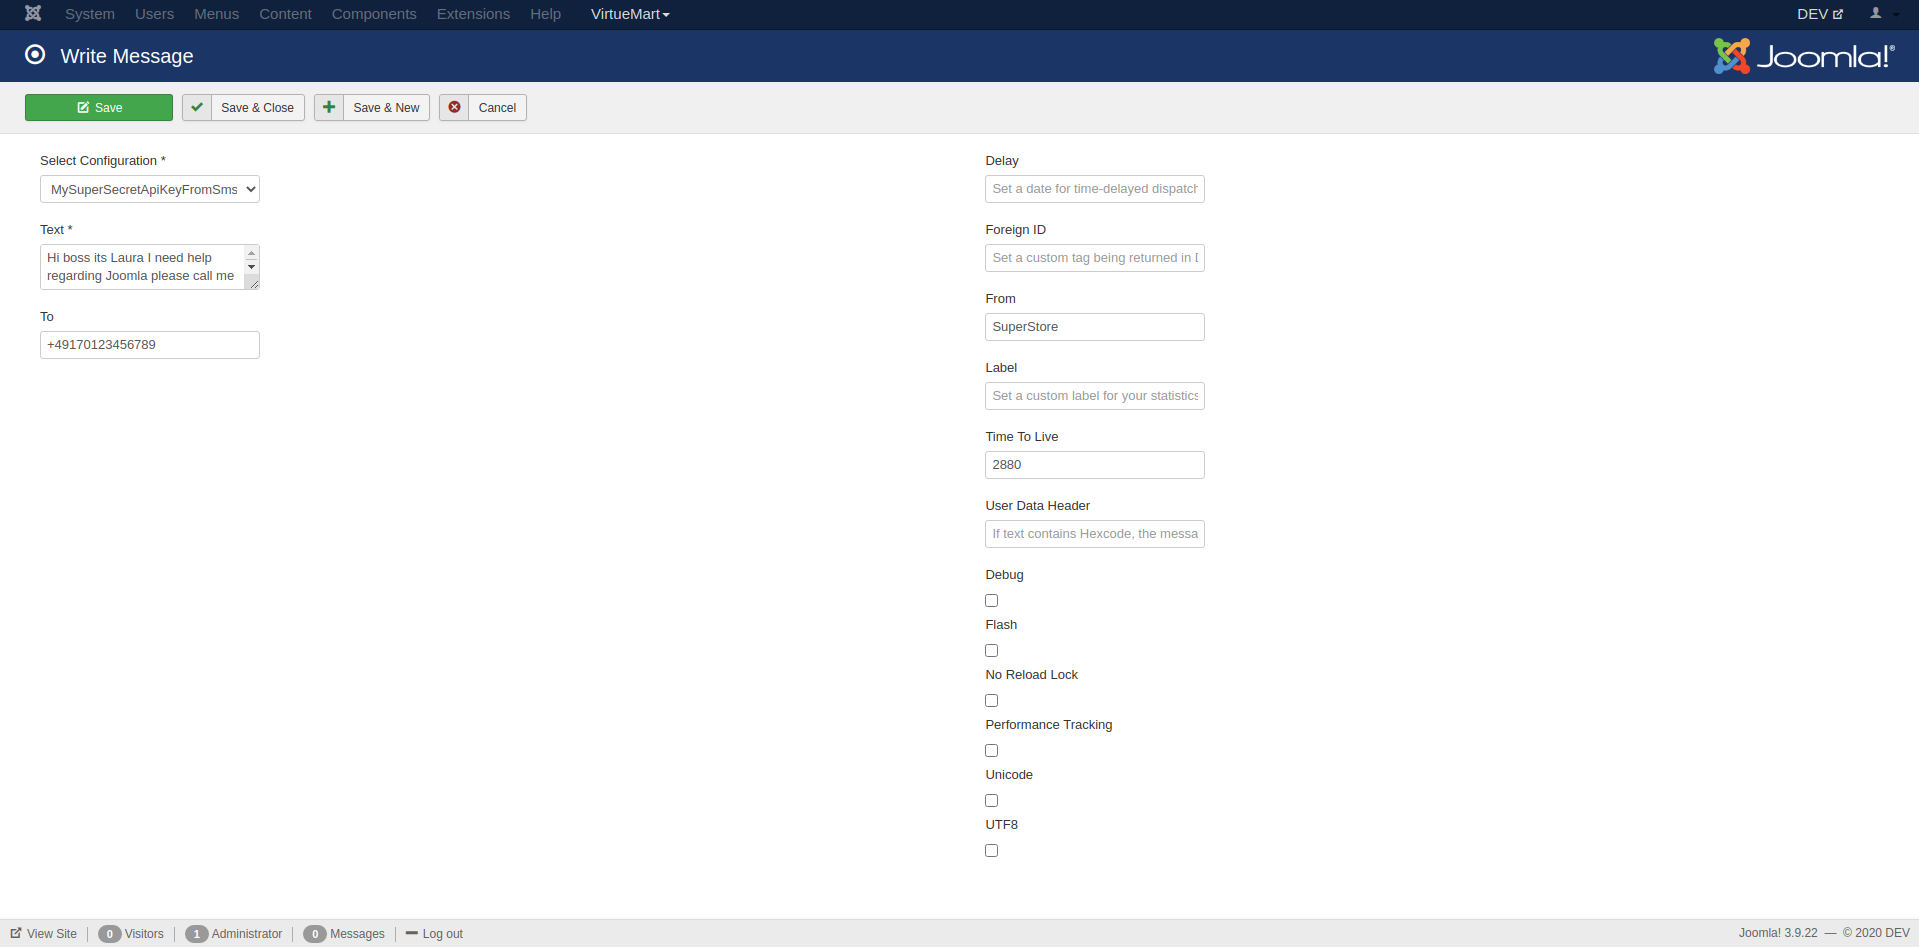 System Users Menus Content Components Extensions Help VirtueMart DEV
Write Message Joomla!®
Save Save & Close Save & New Cancel
Select Configuration *
MySuperSecretApiKeyFromSms
Text *
Hi boss its Laura I need help
regarding Joomla please call me
To
+49170123456789
Delay
Set a date for time-delayed dispatch
Foreign ID
Set a custom tag being returned in
From
SuperStore
Label
Set a custom label for your statistics
Time To Live
2880
User Data Header
If text contains Hexcode, the messa
Debug
Flash
No Reload Lock
Performance Tracking
Unicode
UTF8
View Site 0 Visitors 1 Administrator 0 Messages Log out Joomla! 3.9.22 — © 2020 DEV